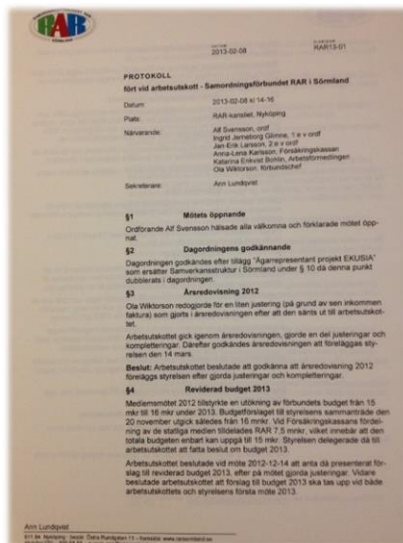 RAR
2013-02-08
RAR13-01
PROTOKOLL
fört vid arbetsutskott - Samordningsförbundet RAR i Sörmland
Datum: 2013-02-08 kl 14-16
Plats: RAR-kansliet, Nyköping
Närvarande: Alf Svensson, ordf
Ingrid Jerneborg Glimne, 1 e v ordf
Jan-Erik Larsson, 2 e v ordf
Anna-Lena Karlsson, Försäkringskassan
Katarina Enkvist Bomlin, Arbetsförmedlingen
Ola Wiktorson, förbundschef
Sekreterare: Ann Lundqvist
§1 Mötets öppnande
Ordförande Alf Svensson hälsade alla välkomna och förklarade mötet öpp-
nat.
§2 Dagordningens godkännande
Dagordningen godkändes efter tillägg "Ägarrepresentant projekt EKUSIA"
som ersätter Samverkansstruktur i Sörmland under § 10 då denna punkt
dubblerats i dagordningen.
§3 Årsredovisning 2012
Ola Wiktorson redogjorde för en liten justering (på grund av sen inkommen
faktura) som gjorts i årsredovisningen efter att den sänts ut till arbetsutskot-
tet.
Arbetsutskottet gick igenom årsredovisningen, gjorde en del justeringar och
kompletteringar. Därefter godkändes årsredovisningen att föreläggas sty-
relsen den 14 mars.
Beslut: Arbetsutskottet beslutade att godkänna att årsredovisning 2012
föreläggs styrelsen efter gjorda justeringar och kompletteringar.
§4 Reviderad budget 2013
Medlemsmötet 2012 tillstyrkte en utökning av förbundets budget från 15
mkr till 16 mkr under 2013. Budgetförslaget till styrelsens sammanträde den
20 november utgick således från 16 mnkr. Vid Försäkringskassans fördel-
ning av de statliga medlen tilldelades RAR 7,5 mnkr, vilket innebär att den
totala budgeten enbart kan uppgå till 15 mkr. Styrelsen delegerade då till
arbetsutskottet att fatta beslut om budget 2013.
Arbetsutskottet beslutade vid möte 2012-12-14 att anta då presenterat för-
slag till reviderad budget 2013, efter på mötet gjorda justeringar. Vidare
beslutade arbetsutskottet att förslag till budget 2013 ska tas upp vid både
arbetsutskottets och styrelsens första möte 2013.
Ann Lundqvist